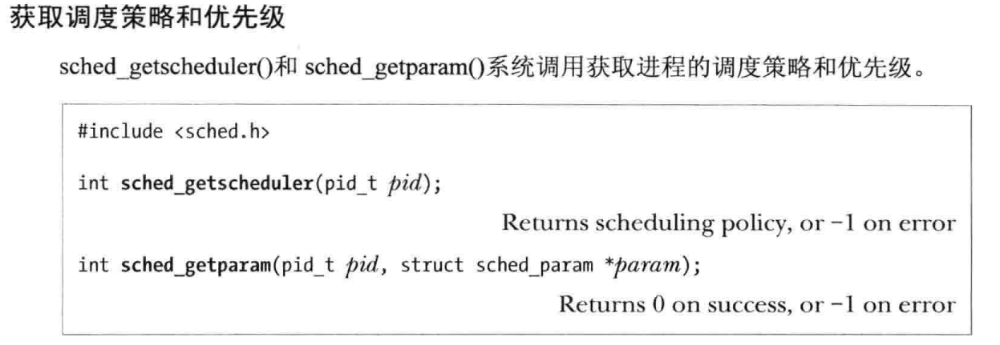 获取调度策略和优先级
sched_getscheduler()和 sched_getparam()系统调用获取进程的调度策略和优先级。
#include <sched.h>
int sched_getscheduler(pid_t pid);
Returns scheduling policy, or −1 on error
int sched_getparam(pid_t pid, struct sched_param *param);
Returns 0 on success, or −1 on error